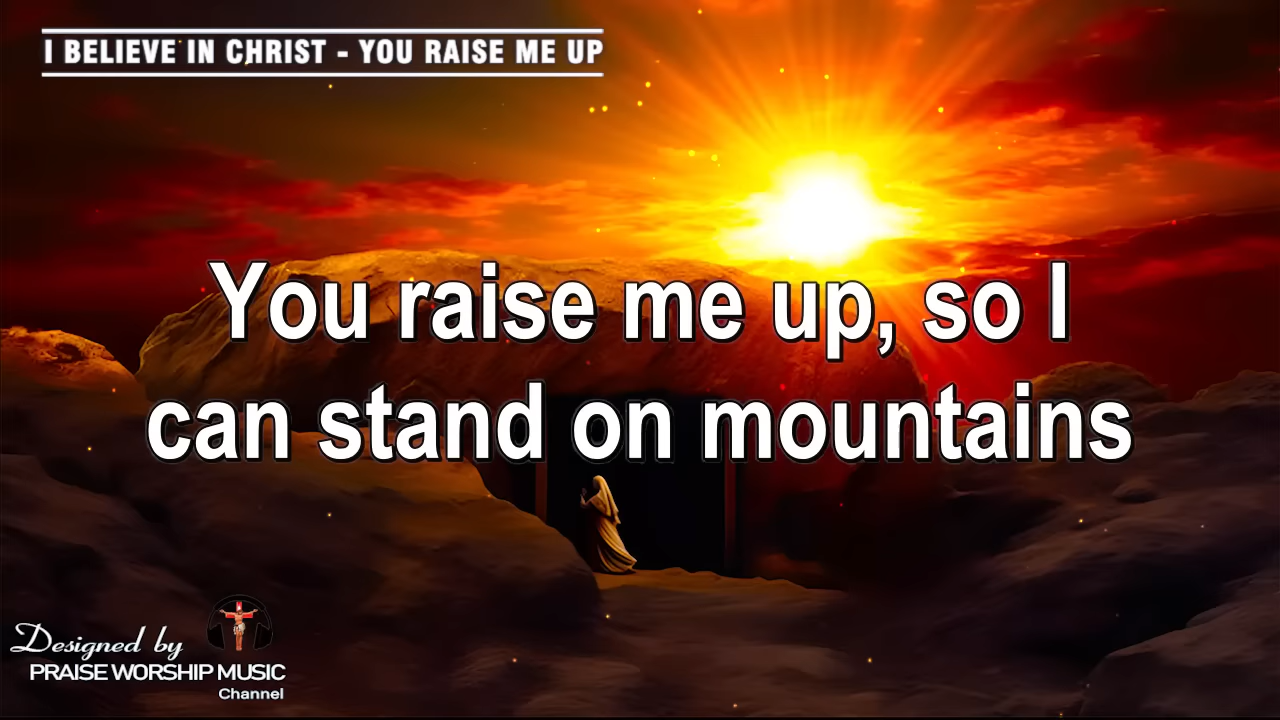 I BELIEVE IN CHRIST - YOU RAISE ME UP
You raise me up, so I
can stand on mountains
Designed by
PRAISE WORSHIP MUSIC
Channel